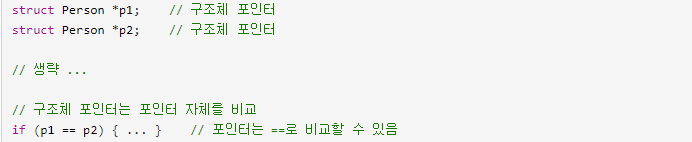 struct Person *p1;    // 구조체 포인터
struct Person *p2;    // 구조체 포인터
// 생략 ...
// 구조체 포인터는 포인터 자체를 비교
if (p1 == p2) { ... }    // 포인터는 ==로 비교할 수 있음